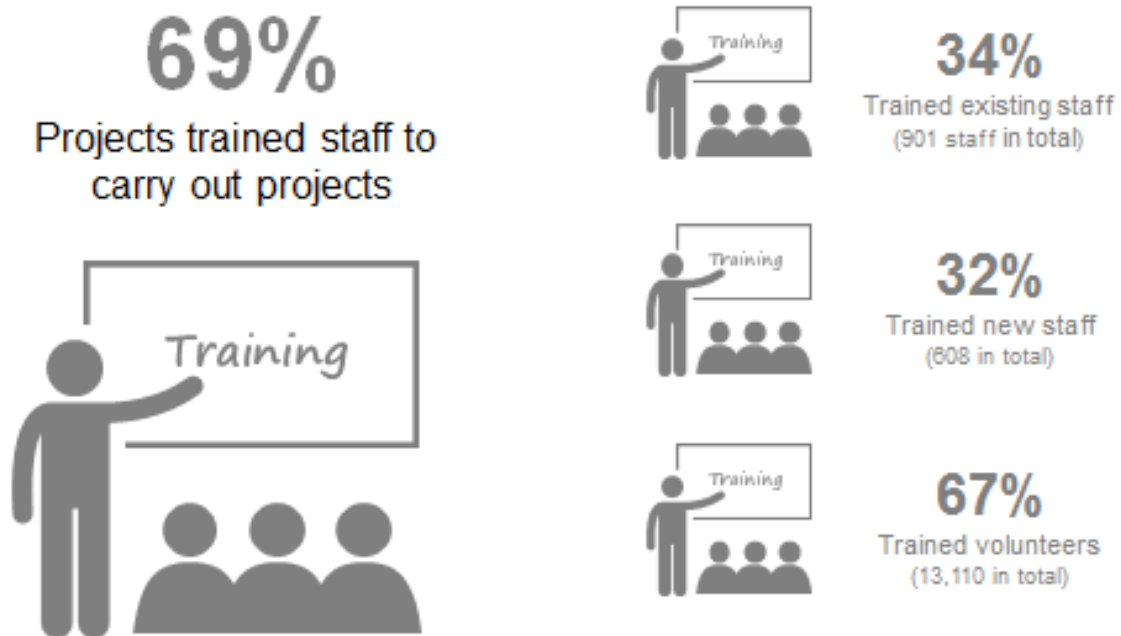 69%
Projects trained staff to
carry out projects
Training
Training
34%
Trained existing staff
(901 staff in total)
Training
32%
Trained new staff
(608 in total)
Training
67%
Trained volunteers
(13,110 in total)